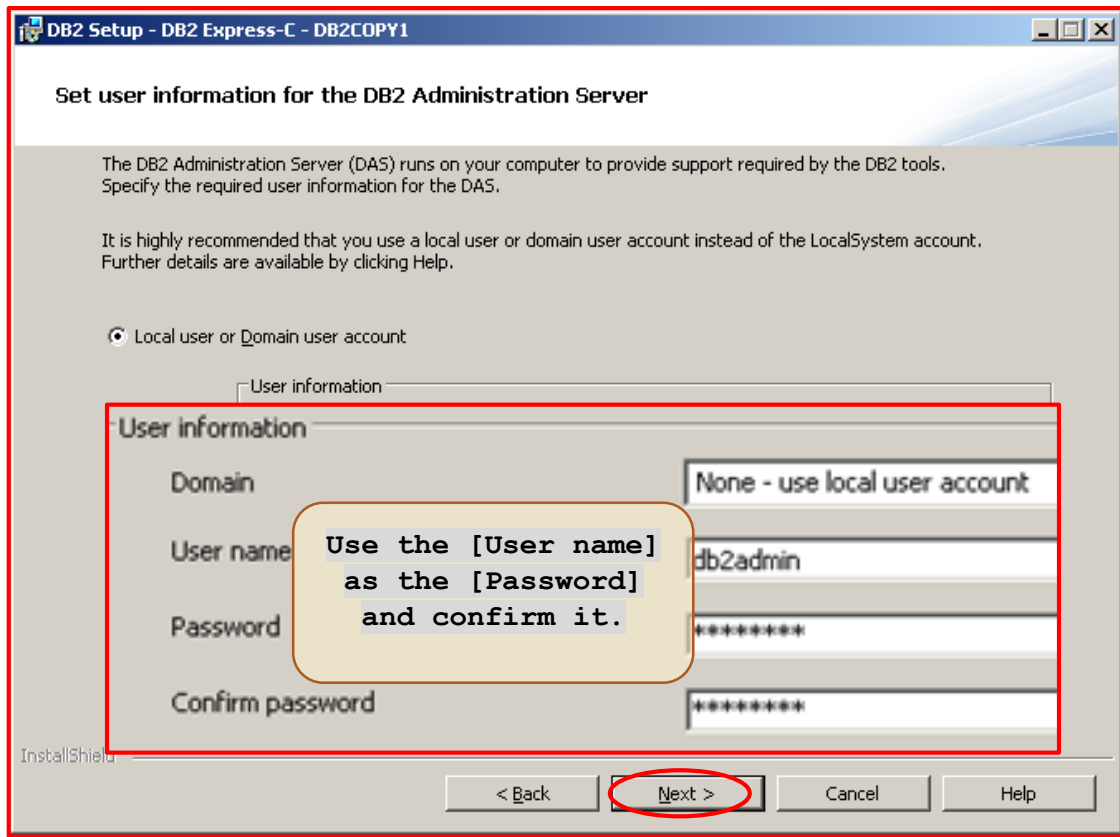 DB2 Setup - DB2 Express-C - DB2COPY1
Set user information for the DB2 Administration Server
The DB2 Administration Server (DAS) runs on your computer to provide support required by the DB2 tools.
Specify the required user information for the DAS.
It is highly recommended that you use a local user or domain user account instead of the LocalSystem account.
Further details are available by clicking Help.
Local user or Domain user account
User information
User information
Domain
None - use local user account
User name
db2admin
Password
********
Confirm password
********
Use the [User name]
as the [Password]
and confirm it.
InstallShield
< Back
Next >
Cancel
Help